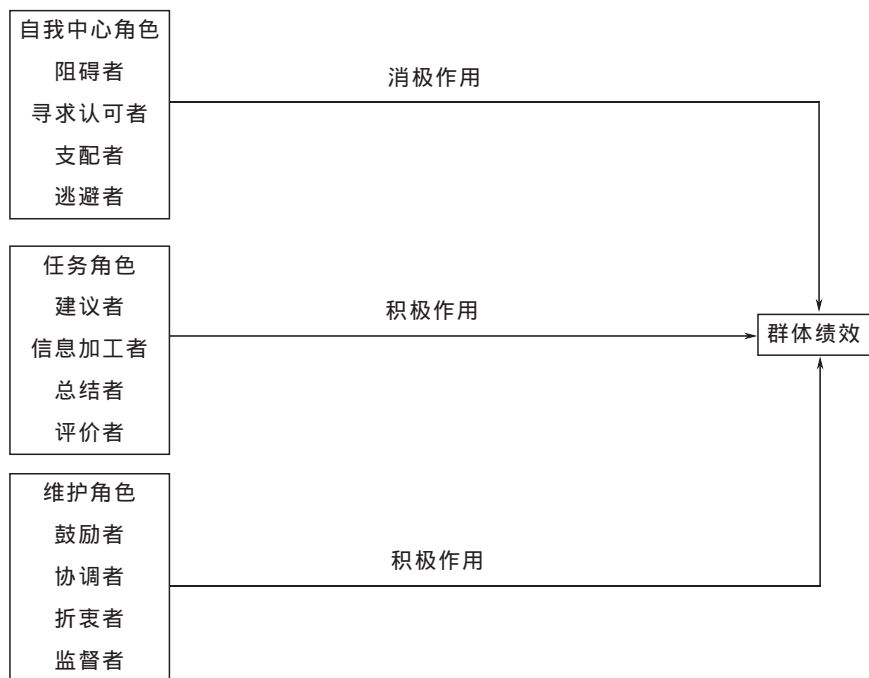 自我中心角色
阻碍者
寻求认可者
支配者
逃避者
消极作用
任务角色
建议者
信息加工者
总结者
评价者
积极作用
群体绩效
维护角色
鼓励者
协调者
折衷者
监督者
积极作用